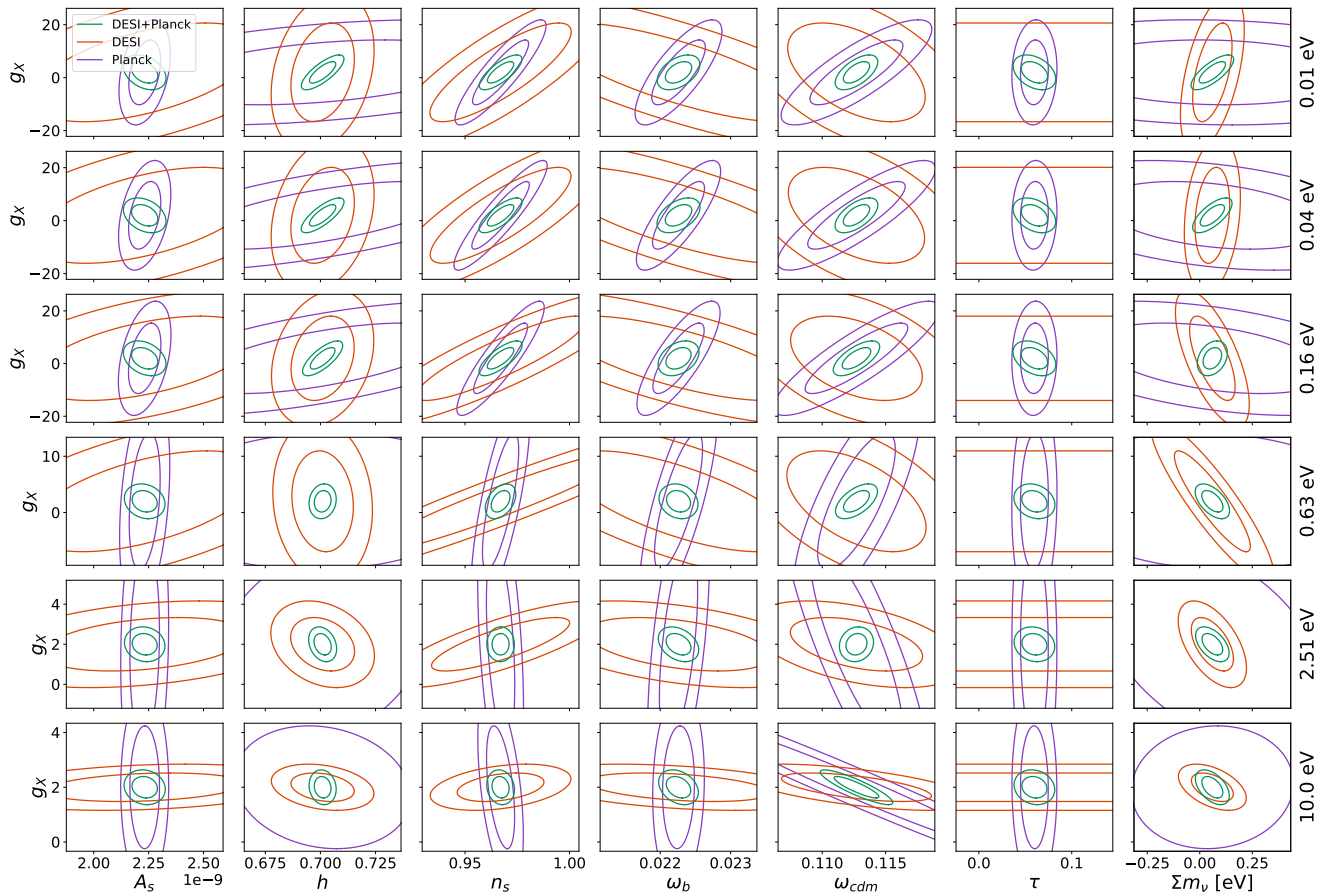 DESI+Planck
DESI
Planck
20
0
−20
g_X
0.01 eV
20
0
−20
g_X
0.04 eV
20
0
−20
g_X
0.16 eV
10
0
g_X
0.63 eV
4
2
0
g_X
2.51 eV
4
2
0
g_X
10.0 eV
2.00 2.25 2.50 0.675 0.700 0.725 0.95 1.00 0.022 0.023 0.110 0.115 0.0 0.1 −0.25 0.00 0.25
1e−9
A_s h n_s ω_b ω_cdm τ Σm_ν [eV]